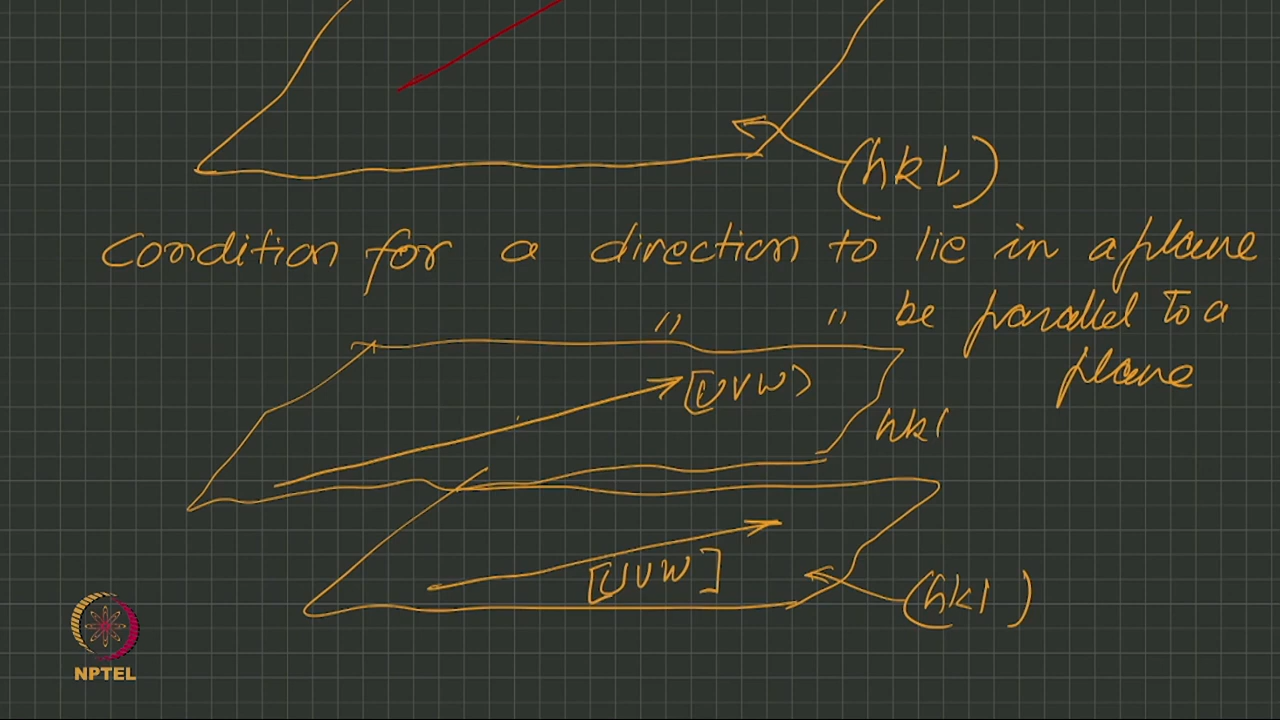 (hkl)
Condition for a direction to lie in a plane
" " be parallel to a
plane
[UVW)
hkl
[UVW]
(hkl)
NPTEL